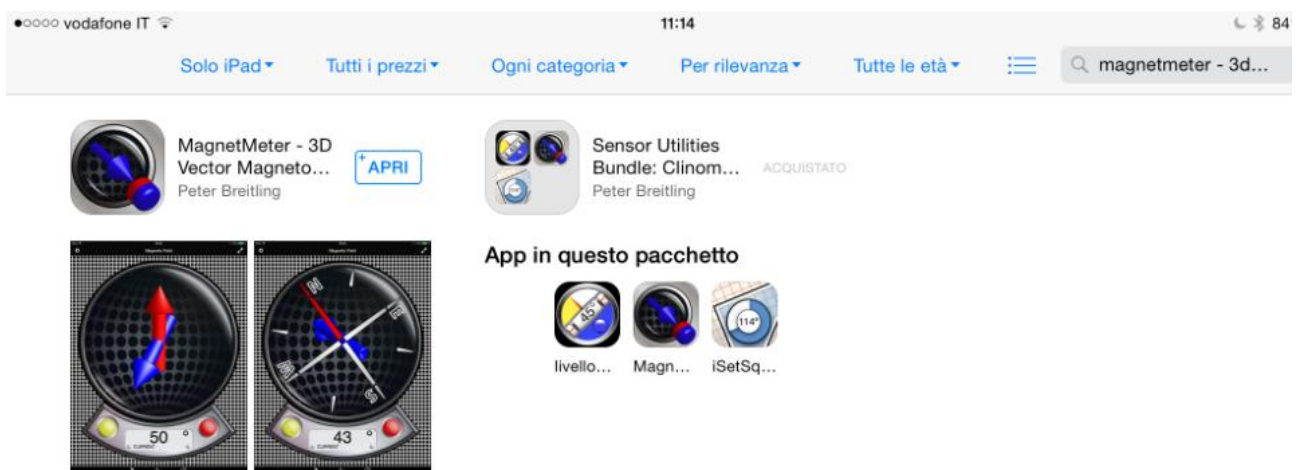 vodafone IT
11:14
84
Solo iPad
Tutti i prezzi
Ogni categoria
Per rilevanza
Tutte le età
magnetmeter - 3d...
MagnetMeter - 3D
Vector Magneto...
+APRI
Peter Breitling
Sensor Utilities
Bundle: Clinom...
ACQUISTATO
Peter Breitling
App in questo pacchetto
45°
114°
livello...
Magn...
iSetSq...
N
E
S
W
50 °
CURRENT
43 °
CURRENT